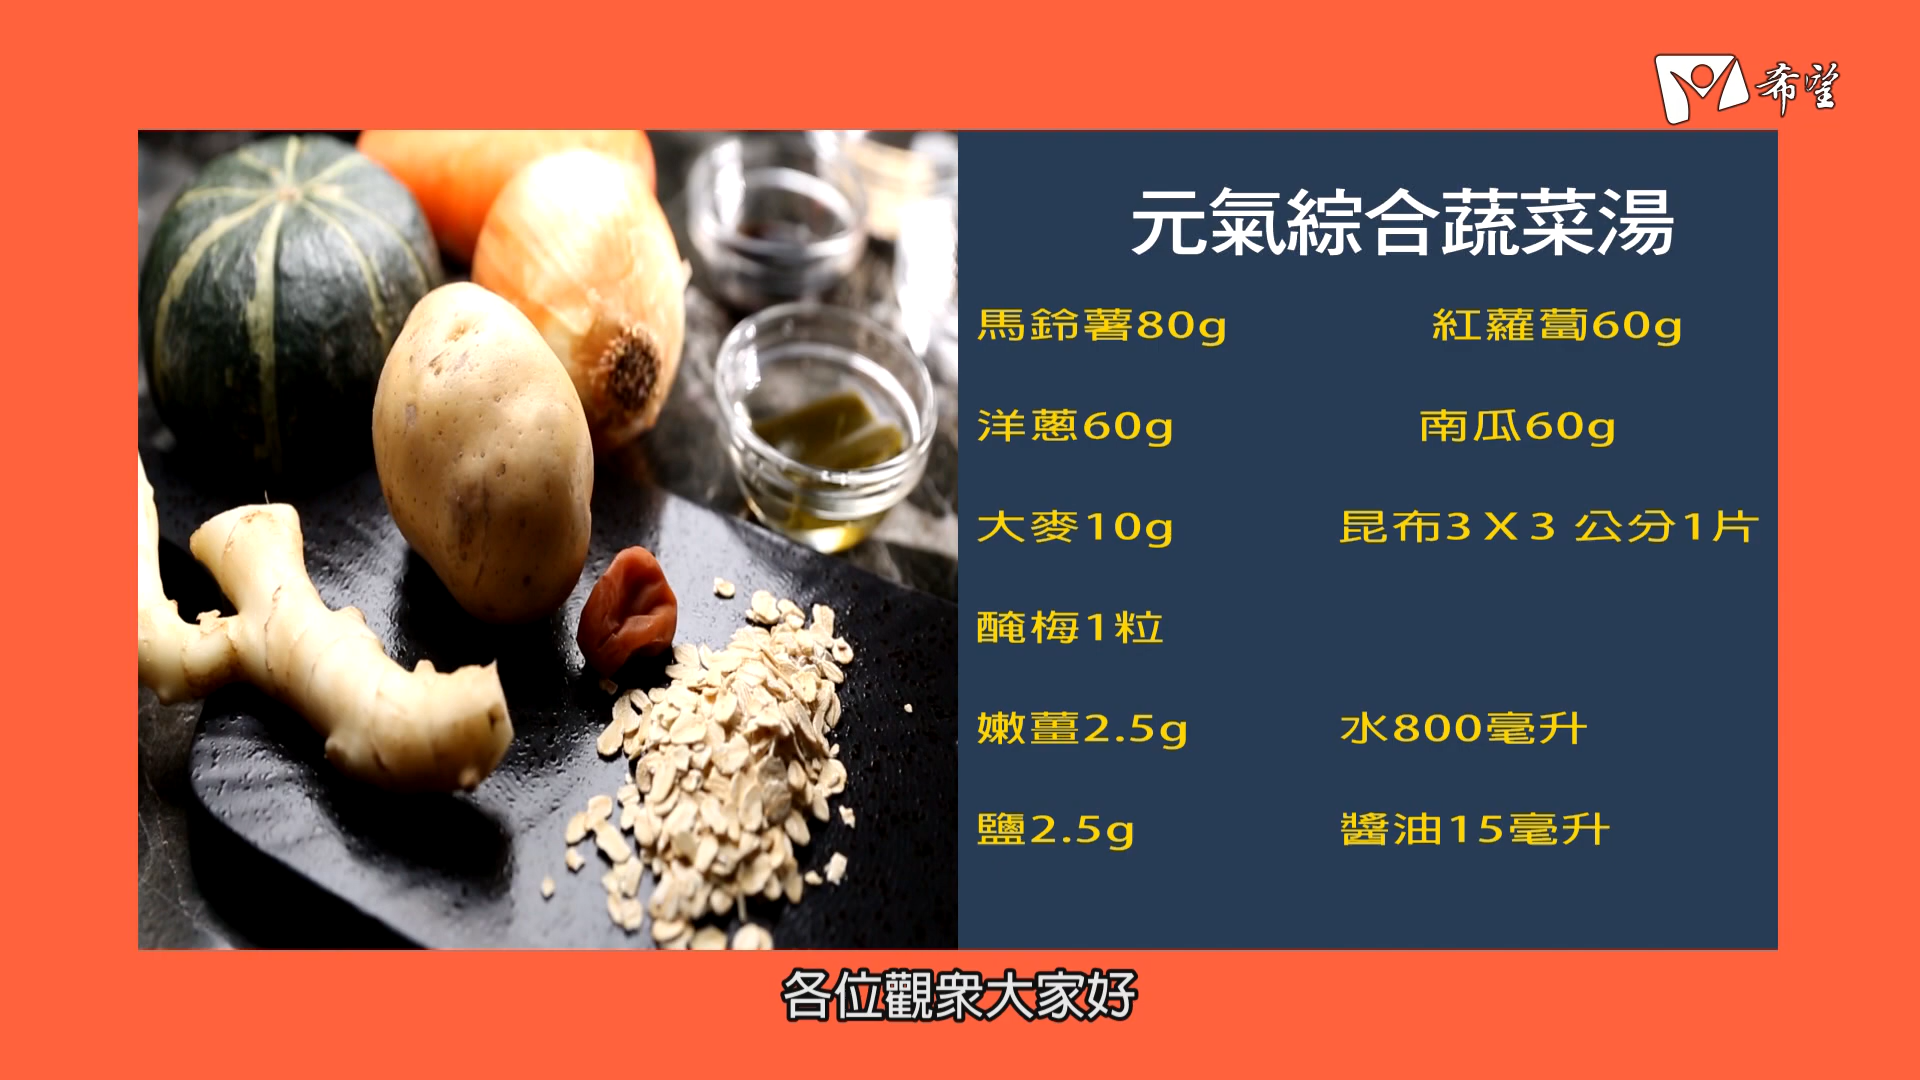 希望
元氣綜合蔬菜湯
馬鈴薯80g 紅蘿蔔60g
洋蔥60g 南瓜60g
大麥10g 昆布3X3 公分1片
醃梅1粒
嫩薑2.5g 水800毫升
鹽2.5g 醬油15毫升
各位觀眾大家好